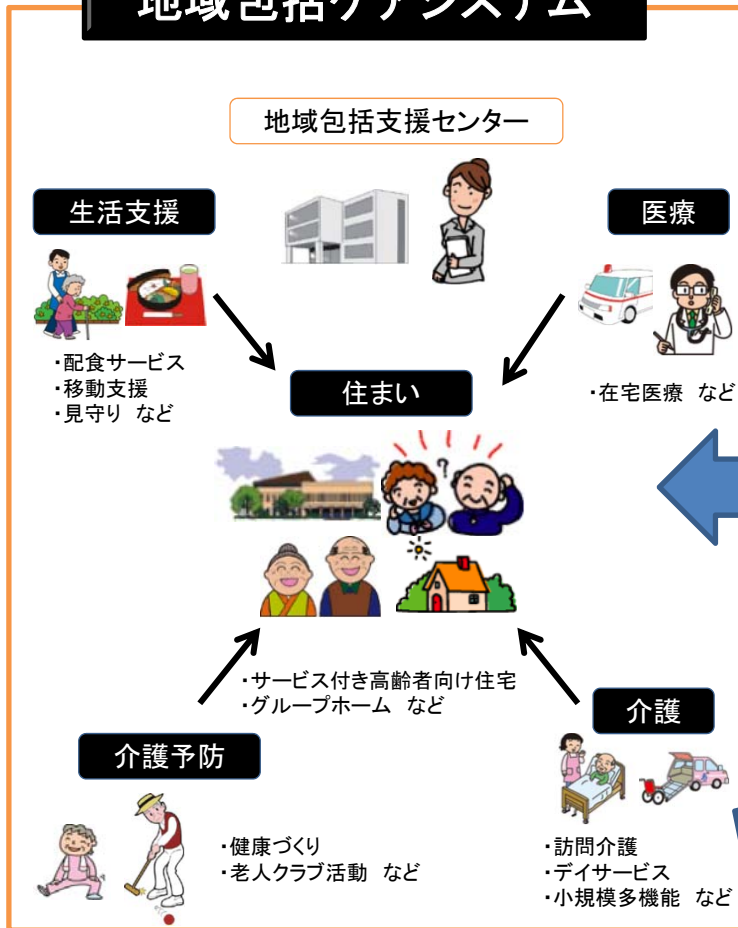 地域包括ケアシステム
地域包括支援センター
生活支援
医療
・配食サービス
・移動支援
・見守り など
・在宅医療 など
住まい
?
・サービス付き高齢者向け住宅
・グループホーム など
介護予防
介護
・健康づくり
・老人クラブ活動 など
・訪問介護
・デイサービス
・小規模多機能 など